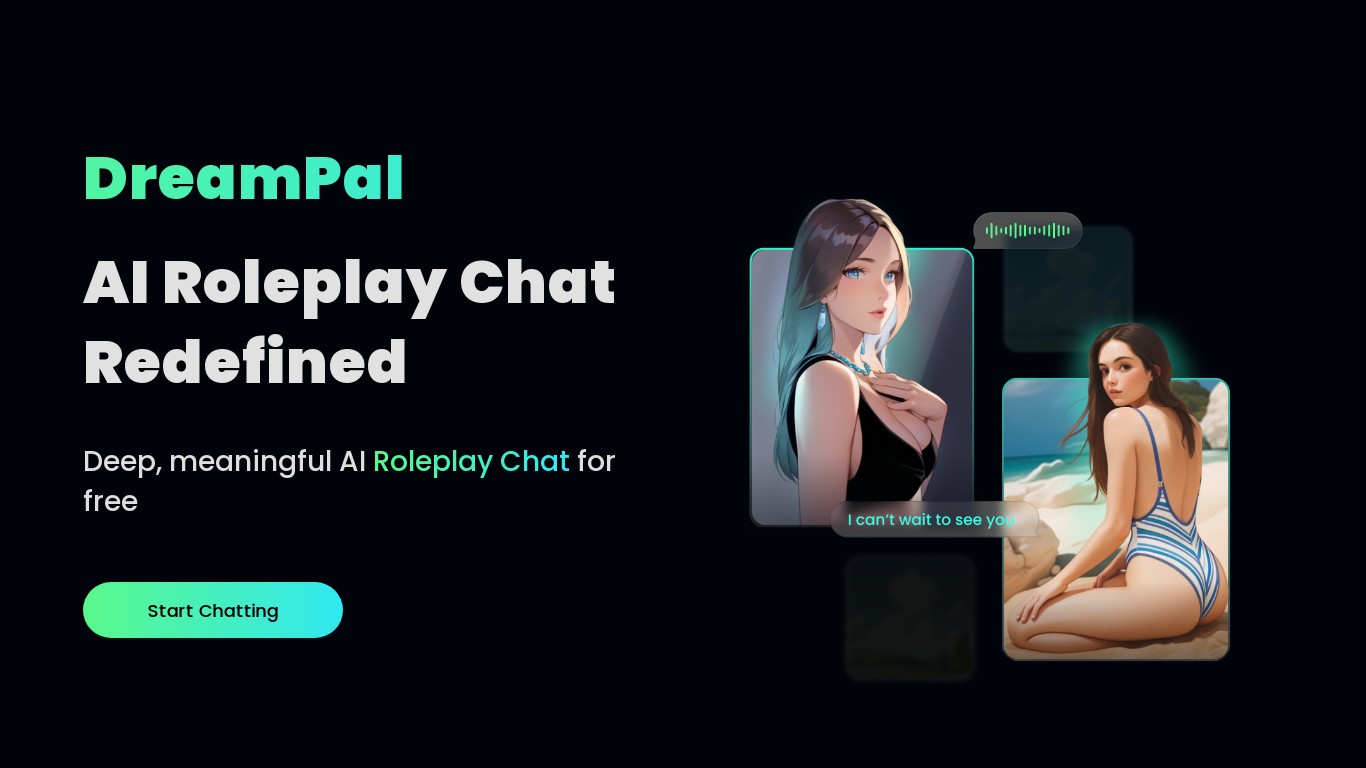 DreamPal
AI Roleplay Chat
Redefined
Deep, meaningful AI Roleplay Chat for
free
Start Chatting
I can’t wait to see you